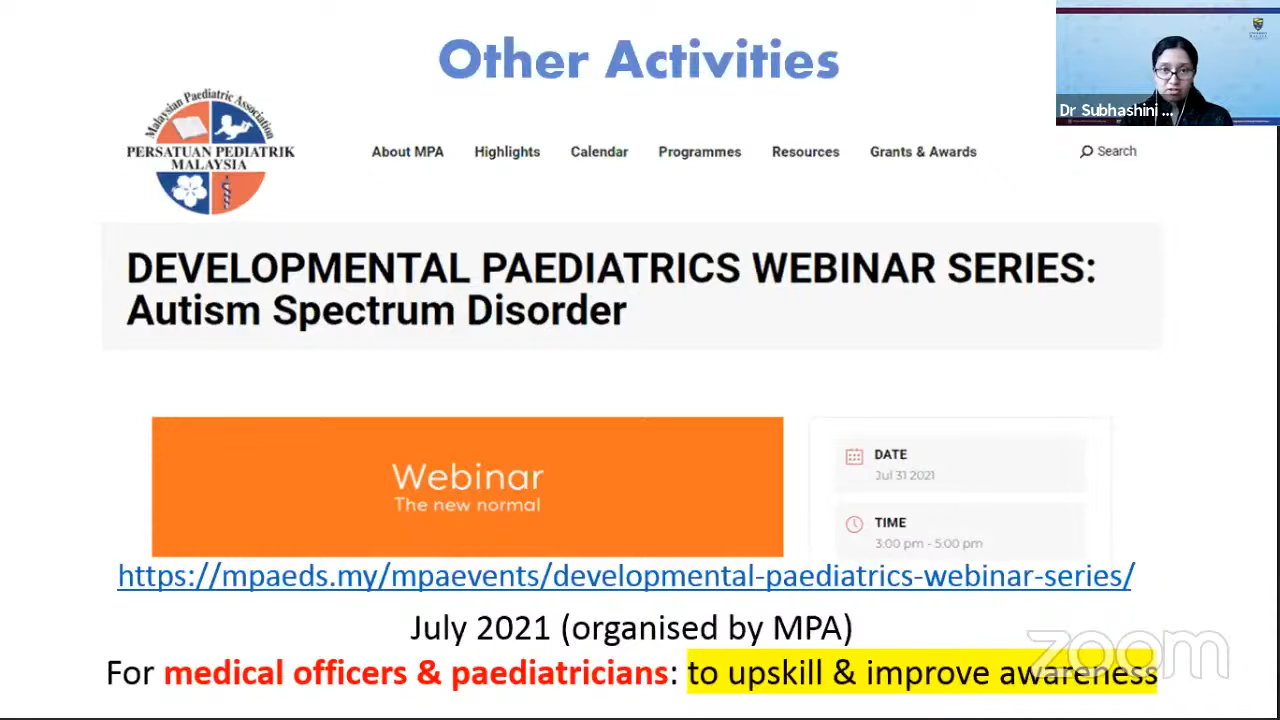 Other Activities
Dr Subhashini ...
Malaysian Paediatric Association
PERSATUAN PEDIATRIK
MALAYSIA
About MPA Highlights Calendar Programmes Resources Grants & Awards Search
DEVELOPMENTAL PAEDIATRICS WEBINAR SERIES:
Autism Spectrum Disorder
Webinar
The new normal
DATE
Jul 31 2021
TIME
3:00 pm - 5:00 pm
https://mpaeds.my/mpaevents/developmental-paediatrics-webinar-series/
July 2021 (organised by MPA)
For medical officers & paediatricians: to upskill & improve awareness
zoom